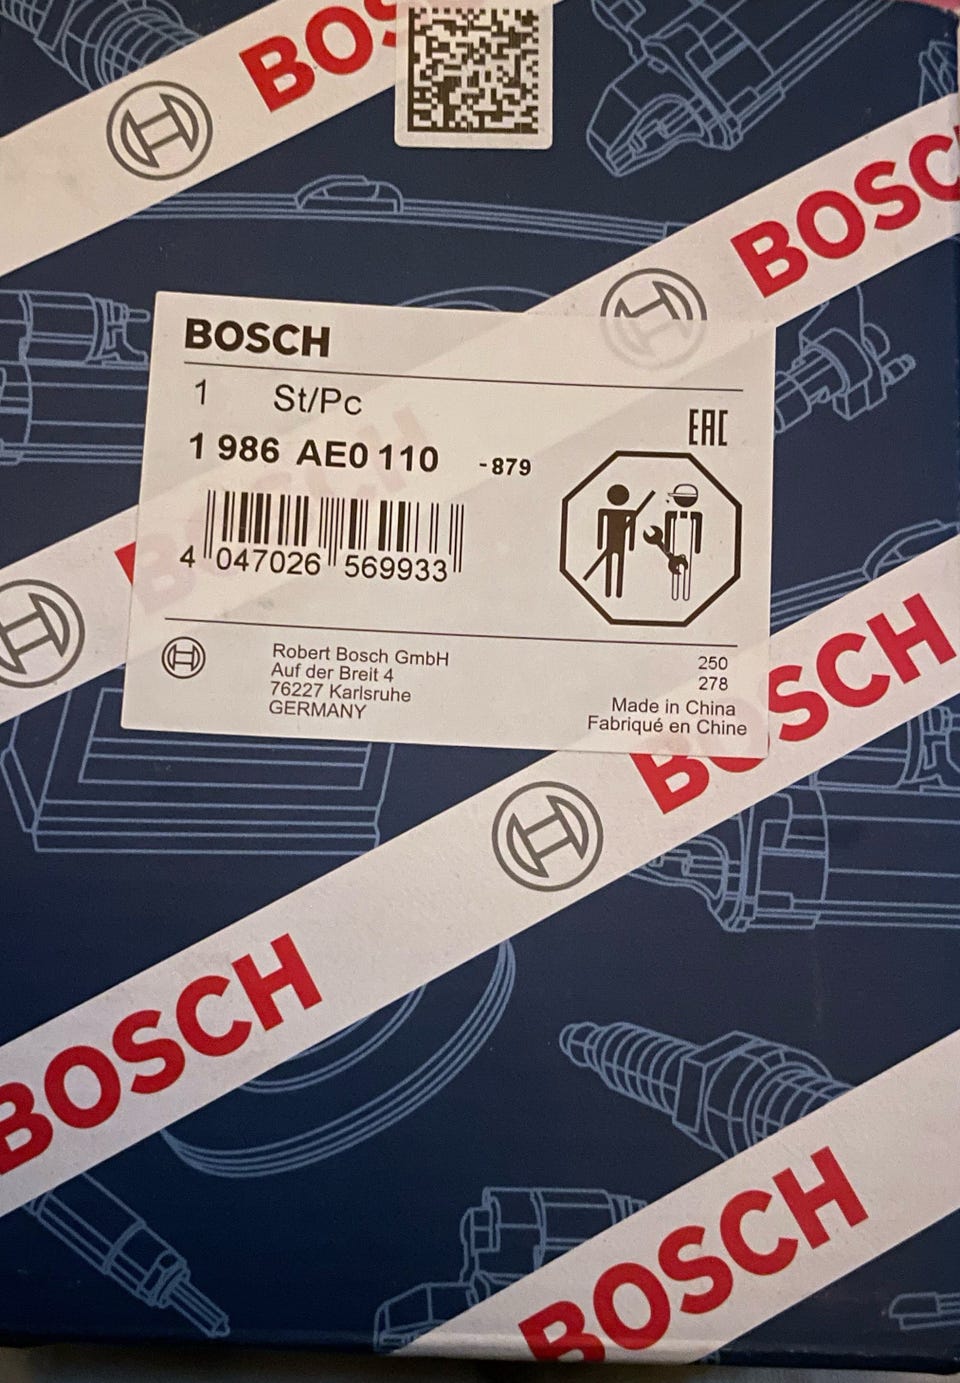 BOSCH
BOSCH
BOSCH
1 St/Pc
EAC
1 986 AE0 110 -879
4 047026 569933
Robert Bosch GmbH
Auf der Breit 4
76227 Karlsruhe
GERMANY
250
278
Made in China
Fabriqué en Chine
BOSCH
BOSCH
BOSCH